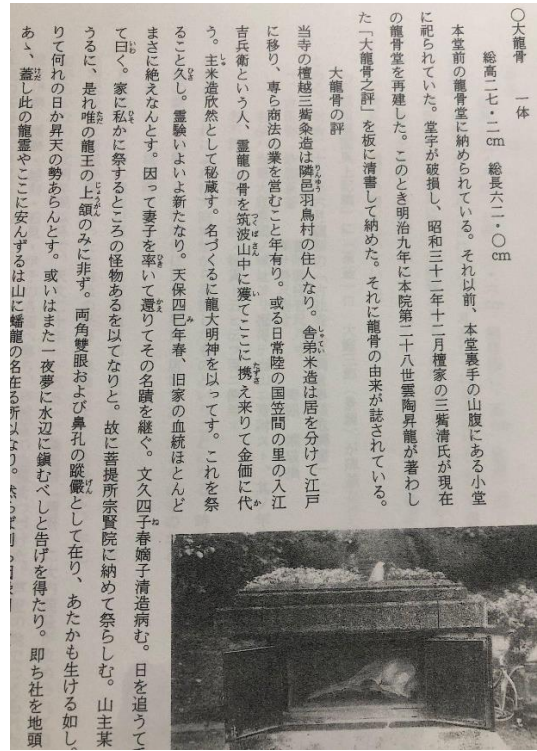 ○大龍骨　一体
総高二七・二cm　総長六二・〇cm
本堂前の龍骨堂に納められている。それ以前、本堂裏手の山腹にある小堂
に祀られていた。堂宇が破損し、昭和三十二年十二月檀家の三觜清氏が現在
の龍骨堂を再建した。このとき明治九年に本院第二十八世雲陶昇龍が著わし
た「大龍骨之評」を板に清書して納めた。それに龍骨の由来が誌されている。
大龍骨の評
当寺の檀越三觜粂造は隣邑羽鳥村の住人なり。舎弟米造は居を分けて江戸
に移り、専ら商法の業を営むこと年有り。或る日常陸の国笠間の里の入江
吉兵衛という人、霊龍の骨を筑波山中に獲てここに携え来りて金価に代
う。主米造欣然として秘蔵す。名づくるに龍大明神を以ってす。これを祭
ること久し。霊験いよいよ新たなり。天保四巳年春、旧家の血統ほとんど
まさに絶えなんとす。因って妻子を率いて還りてその名蹟を継ぐ。文久四子春嫡子清造病む。日を追うて
て曰く。家に私かに祭するところの怪物あるを以てなりと。故に菩提所宗賢院に納めて祭らしむ。山主某
うるに、是れ唯の龍王の上頷のみに非ず。両角雙眼および鼻孔の蹤儼として在り、あたかも生ける如し。
りて何れの日か昇天の勢あらんとす。或いはまた一夜夢に水辺に鎮むべしと告げを得たり。即ち社を地頭
あゝ、蓋し此の龍霊やここに安んずるは山に蟠龍の名在る所以なり。